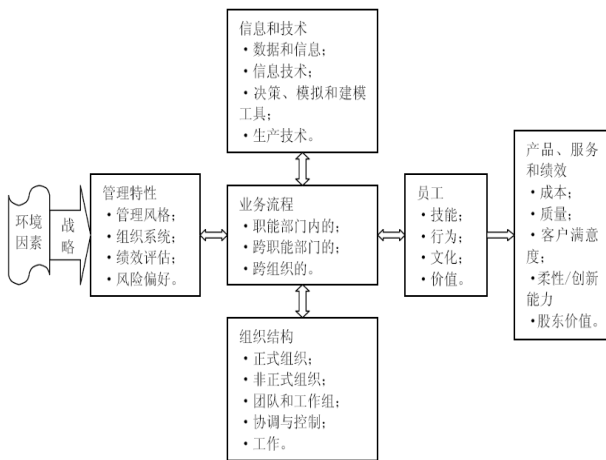 信息和技术
•数据和信息；
•信息技术；
•决策、模拟和建模
工具；
•生产技术。
环境
因素
战
略
管理特性
•管理风格；
•组织系统；
•绩效评估；
•风险偏好。
业务流程
•职能部门内的；
•跨职能部门的；
•跨组织的。
员工
•技能；
•行为；
•文化；
•价值。
产品、服务
和绩效
•成本；
•质量；
•客户满意
度；
•柔性/创新
能力
•股东价值。
组织结构
•正式组织；
•非正式组织；
•团队和工作组；
•协调与控制；
•工作。